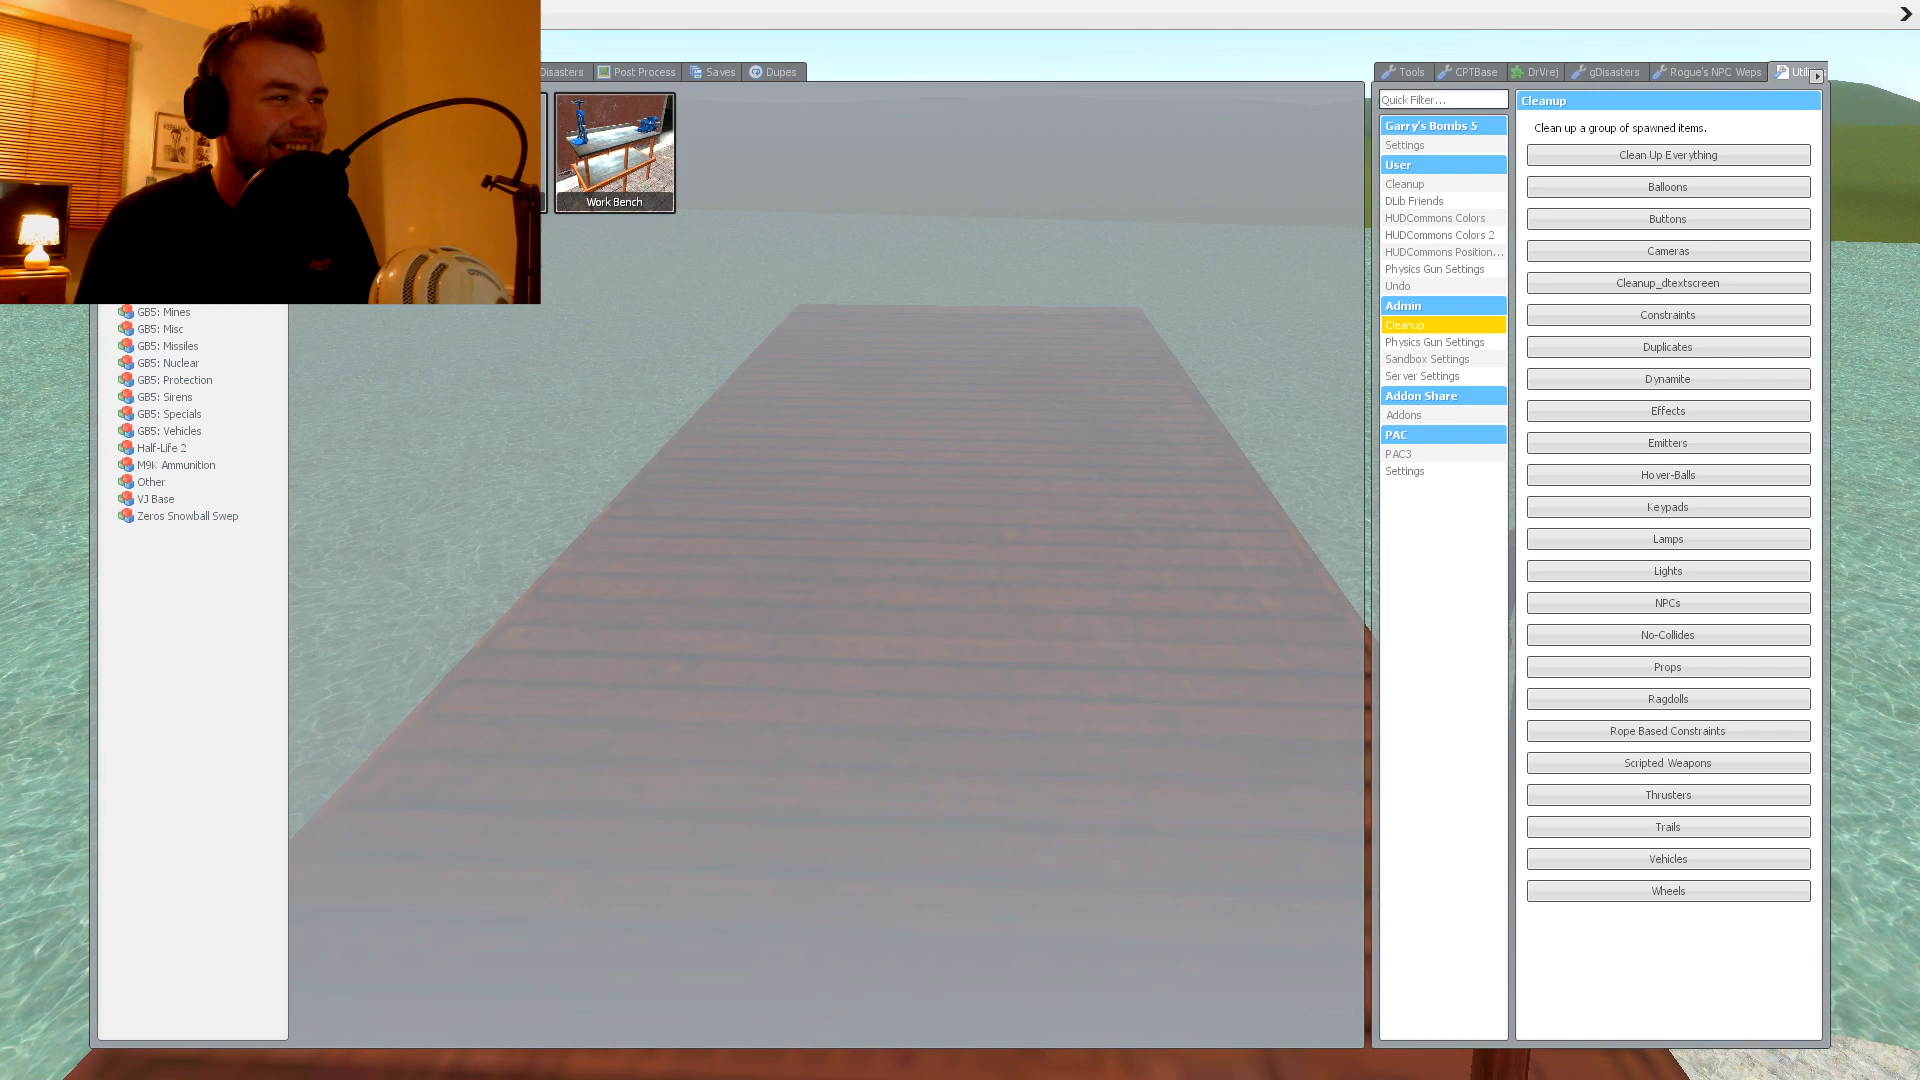 Disasters
Post Process
Saves
Dupes
Work Bench
GB5: Mines
GB5: Misc
GB5: Missiles
GB5: Nuclear
GB5: Protection
GB5: Sirens
GB5: Specials
GB5: Vehicles
Half-Life 2
M9K Ammunition
Other
VJ Base
Zeros Snowball Swep
Tools
CPTBase
DrVrej
gDisasters
Rogue's NPC Weps
Utili
Quick Filter...
Garry's Bombs 5
Settings
User
Cleanup
DLib Friends
HUDCommons Colors
HUDCommons Colors 2
HUDCommons Position...
Physics Gun Settings
Undo
Admin
Cleanup
Physics Gun Settings
Sandbox Settings
Server Settings
Addon Share
Addons
PAC
PAC3
Settings
Cleanup
Clean up a group of spawned items.
Clean Up Everything
Balloons
Buttons
Cameras
Cleanup_dtextscreen
Constraints
Duplicates
Dynamite
Effects
Emitters
Hover-Balls
Keypads
Lamps
Lights
NPCs
No-Collides
Props
Ragdolls
Rope Based Constraints
Scripted Weapons
Thrusters
Trails
Vehicles
Wheels